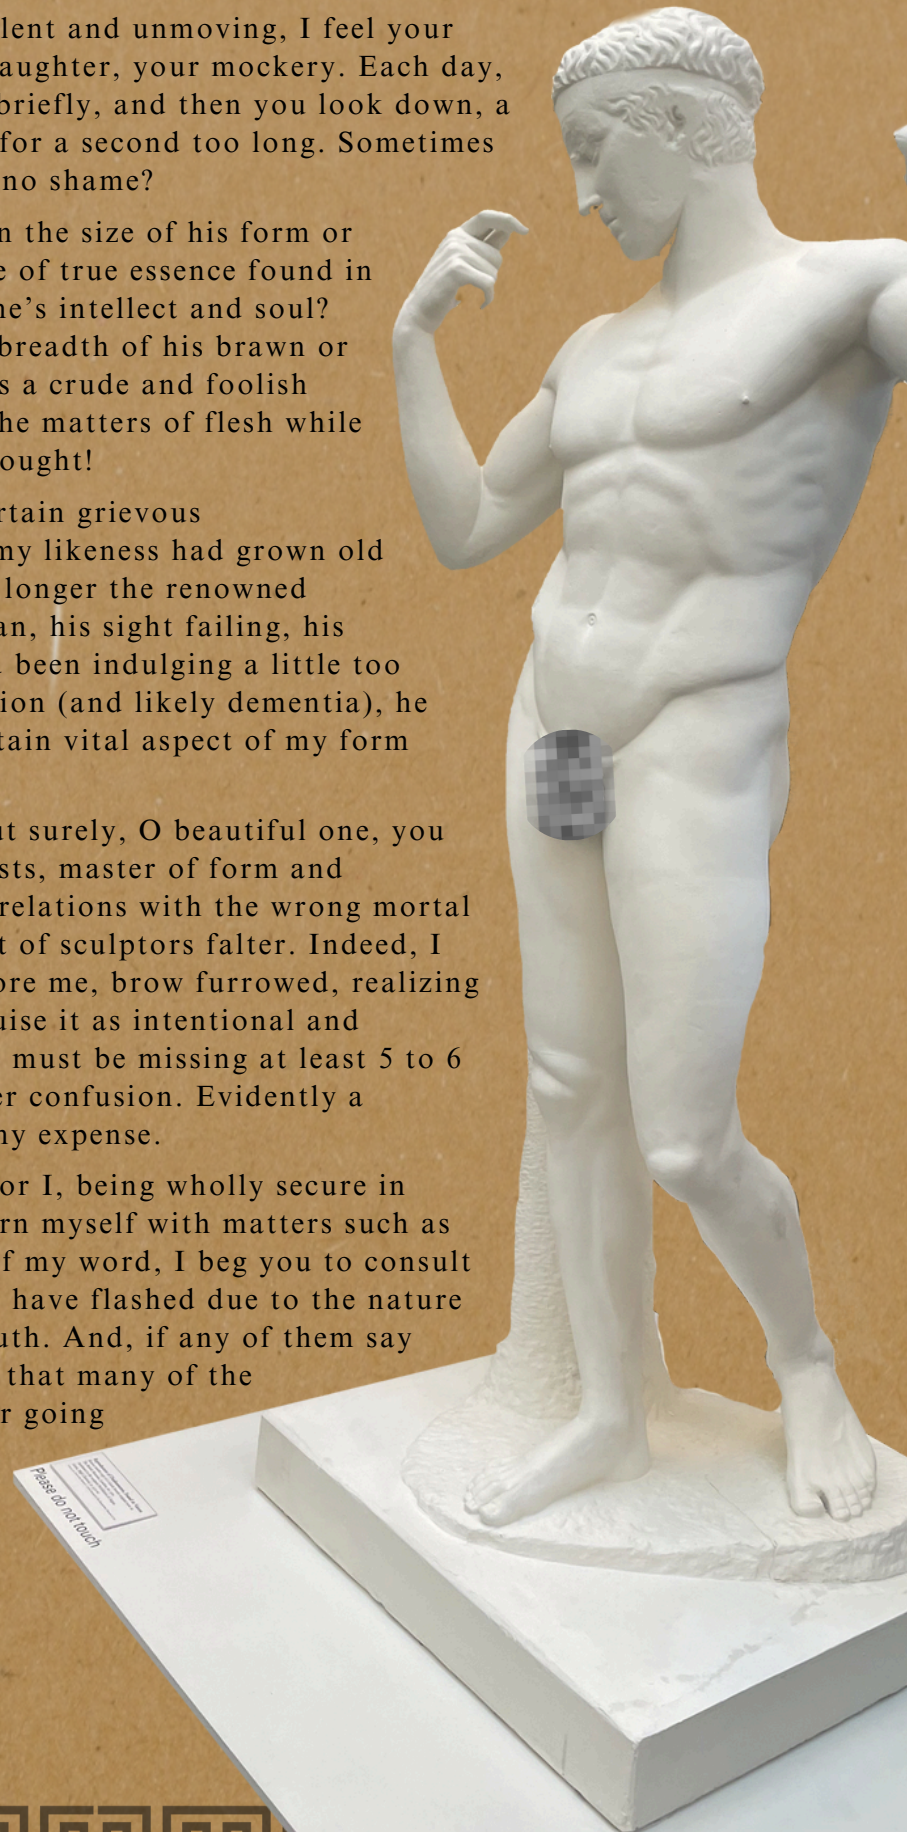 lent and unmoving, I feel your
aughter, your mockery. Each day,
briefly, and then you look down, a
for a second too long. Sometimes
no shame?
n the size of his form or
e of true essence found in
ne’s intellect and soul?
breadth of his brawn or
s a crude and foolish
he matters of flesh while
ought!
rtain grievous
my likeness had grown old
longer the renowned
an, his sight failing, his
been indulging a little too
ion (and likely dementia), he
tain vital aspect of my form
ut surely, O beautiful one, you
sts, master of form and
relations with the wrong mortal
t of sculptors falter. Indeed, I
ore me, brow furrowed, realizing
uise it as intentional and
must be missing at least 5 to 6
er confusion. Evidently a
ny expense.
or I, being wholly secure in
rn myself with matters such as
f my word, I beg you to consult
have flashed due to the nature
uth. And, if any of them say
that many of the
r going
Please do not touch